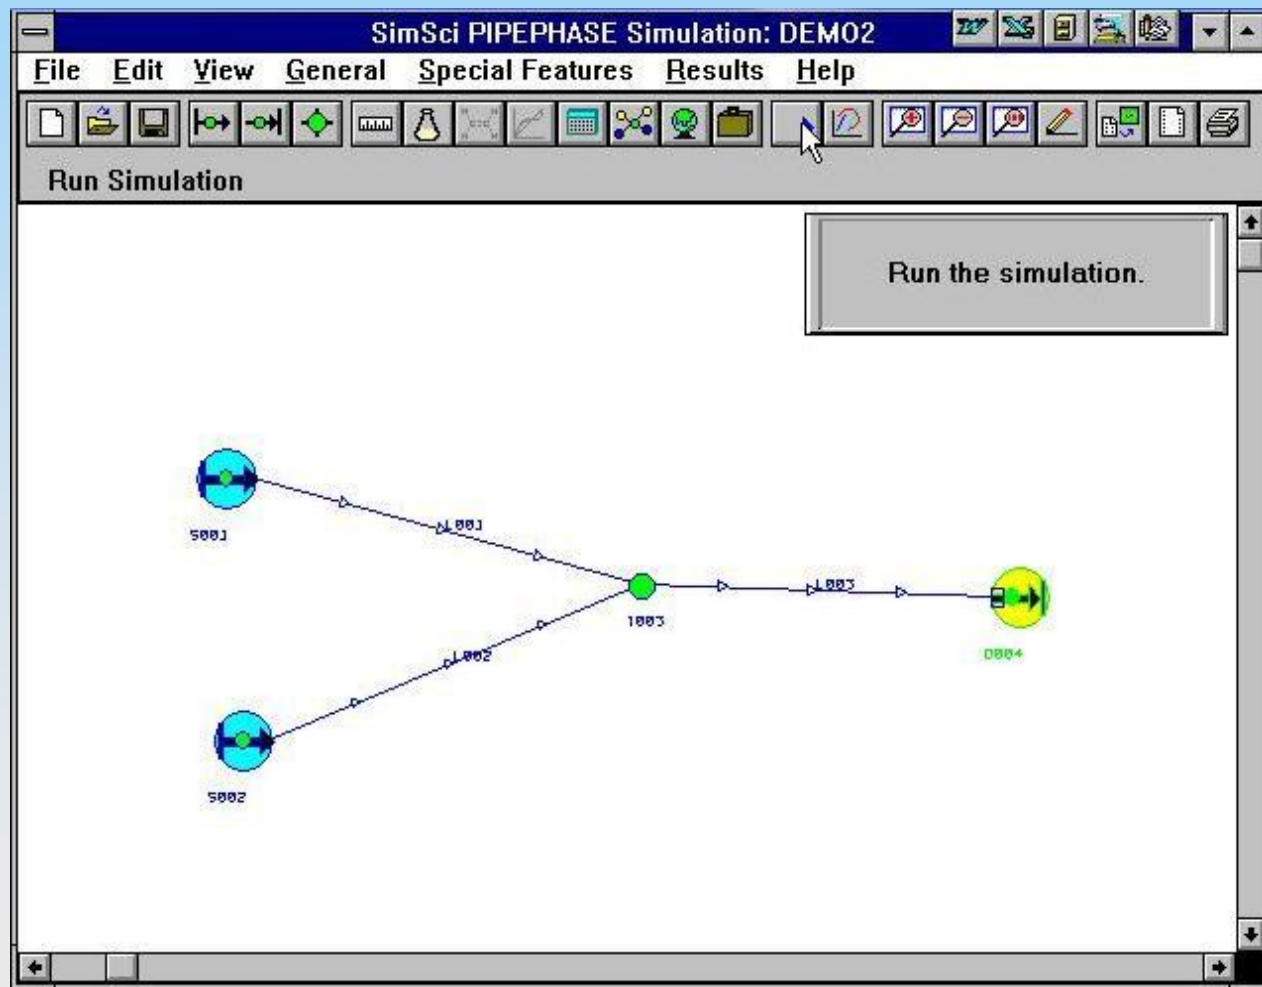 SimSci PIPEPHASE Simulation: DEMO2
File Edit View General Special Features Results Help
Run Simulation
Run the simulation.
S001
L001
L003
J003
D004
L002
S002